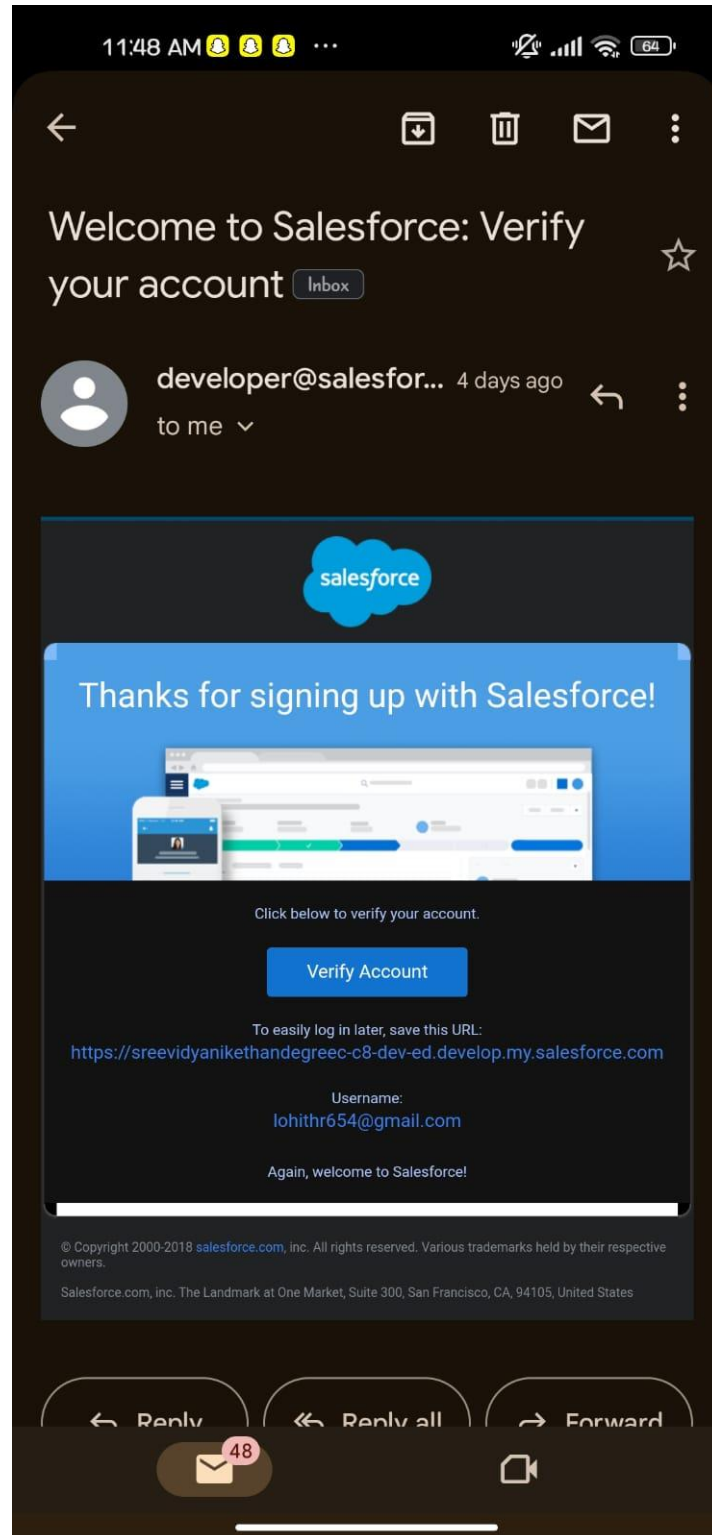 11:48 AM ... 64
Welcome to Salesforce: Verify
your account Inbox
developer@salesfor... 4 days ago
to me
salesforce
Thanks for signing up with Salesforce!
Click below to verify your account.
Verify Account
To easily log in later, save this URL:
https://sreevidyanikethandegreec-c8-dev-ed.develop.my.salesforce.com
Username:
lohithr654@gmail.com
Again, welcome to Salesforce!
© Copyright 2000-2018 salesforce.com, inc. All rights reserved. Various trademarks held by their respective
owners.
Salesforce.com, inc. The Landmark at One Market, Suite 300, San Francisco, CA, 94105, United States
Reply Reply all Forward
48